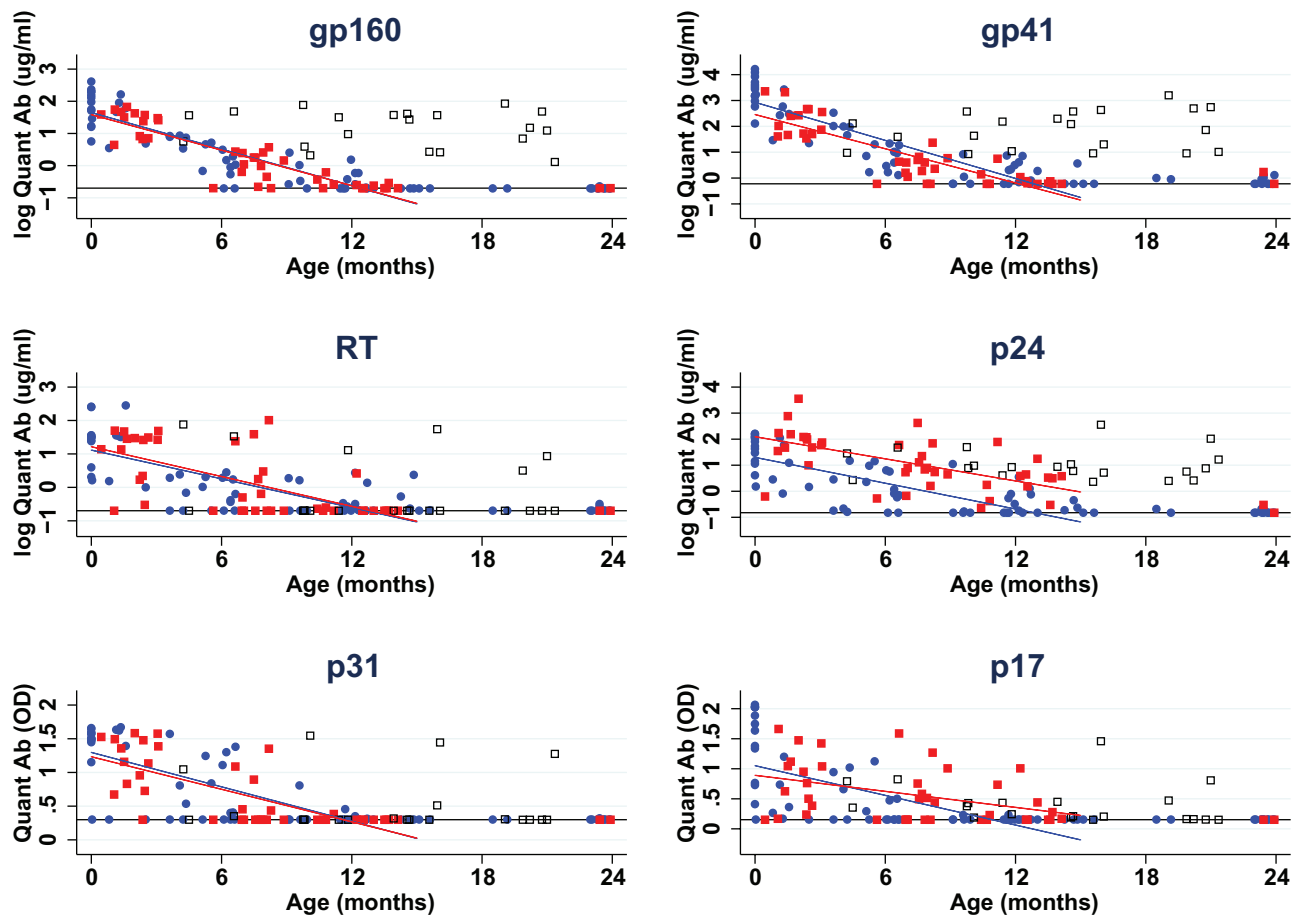 gp160
log Quant Ab (ug/ml)
3
2
1
0
−1
0 6 12 18 24
Age (months)
gp41
log Quant Ab (ug/ml)
4
3
2
1
0
−1
0 6 12 18 24
Age (months)
RT
log Quant Ab (ug/ml)
3
2
1
0
−1
0 6 12 18 24
Age (months)
p24
log Quant Ab (ug/ml)
4
3
2
1
0
−1
0 6 12 18 24
Age (months)
p31
Quant Ab (OD)
2
1.5
1
.5
0
0 6 12 18 24
Age (months)
p17
Quant Ab (OD)
2
1.5
1
.5
0
0 6 12 18 24
Age (months)